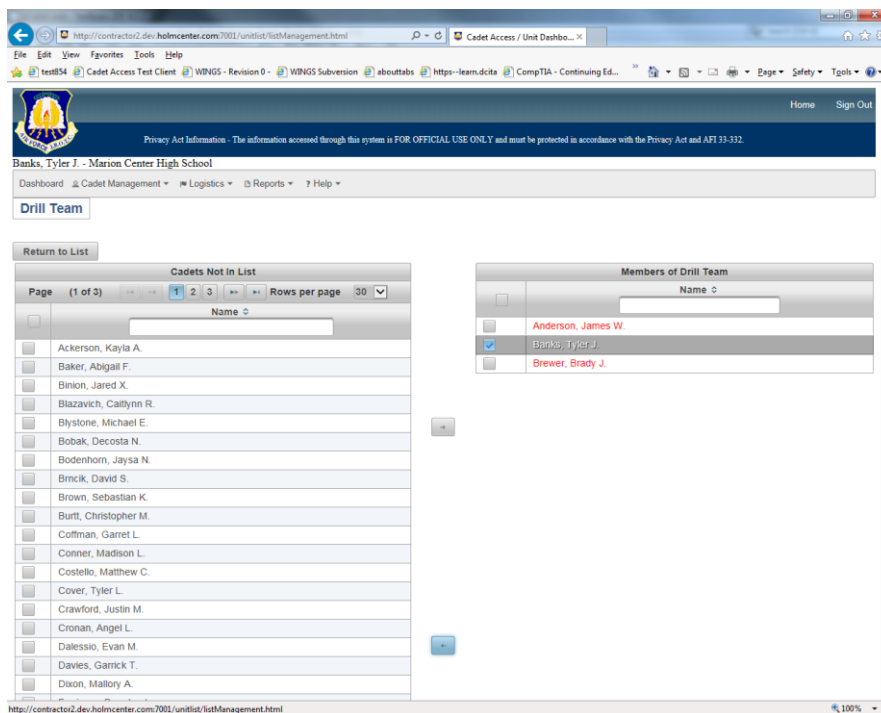 http://contractor2.dev.holmcenter.com:7001/unitlist/listManagement.html
Cadet Access / Unit Dashbo...
File Edit View Favorites Tools Help
test854 Cadet Access Test Client WINGS - Revision 0 - WINGS Subversion abouttabs https--learn.dcita CompTIA - Continuing Ed... Page Safety Tools
Home Sign Out
Privacy Act Information - The information accessed through this system is FOR OFFICIAL USE ONLY and must be protected in accordance with the Privacy Act and AFI 33-332.
Banks, Tyler J. - Marion Center High School
Dashboard Cadet Management Logistics Reports ? Help
Drill Team
Return to List
Cadets Not In List
Page (1 of 3) 1 2 3 Rows per page 30
Name
Ackerson, Kayla A.
Baker, Abigail F.
Binion, Jared X.
Blazavich, Caitlynn R.
Blystone, Michael E.
Bobak, Decosta N.
Bodenhorn, Jaysa N.
Brncik, David S.
Brown, Sebastian K.
Burtt, Christopher M.
Coffman, Garret L.
Conner, Madison L.
Costello, Matthew C.
Cover, Tyler L.
Crawford, Justin M.
Cronan, Angel L.
Dalessio, Evan M.
Davies, Garrick T.
Dixon, Mallory A.
Members of Drill Team
Name
Anderson, James W.
Banks, Tyler J.
Brewer, Brady J.
http://contractor2.dev.holmcenter.com:7001/unitlist/listManagement.html
100%